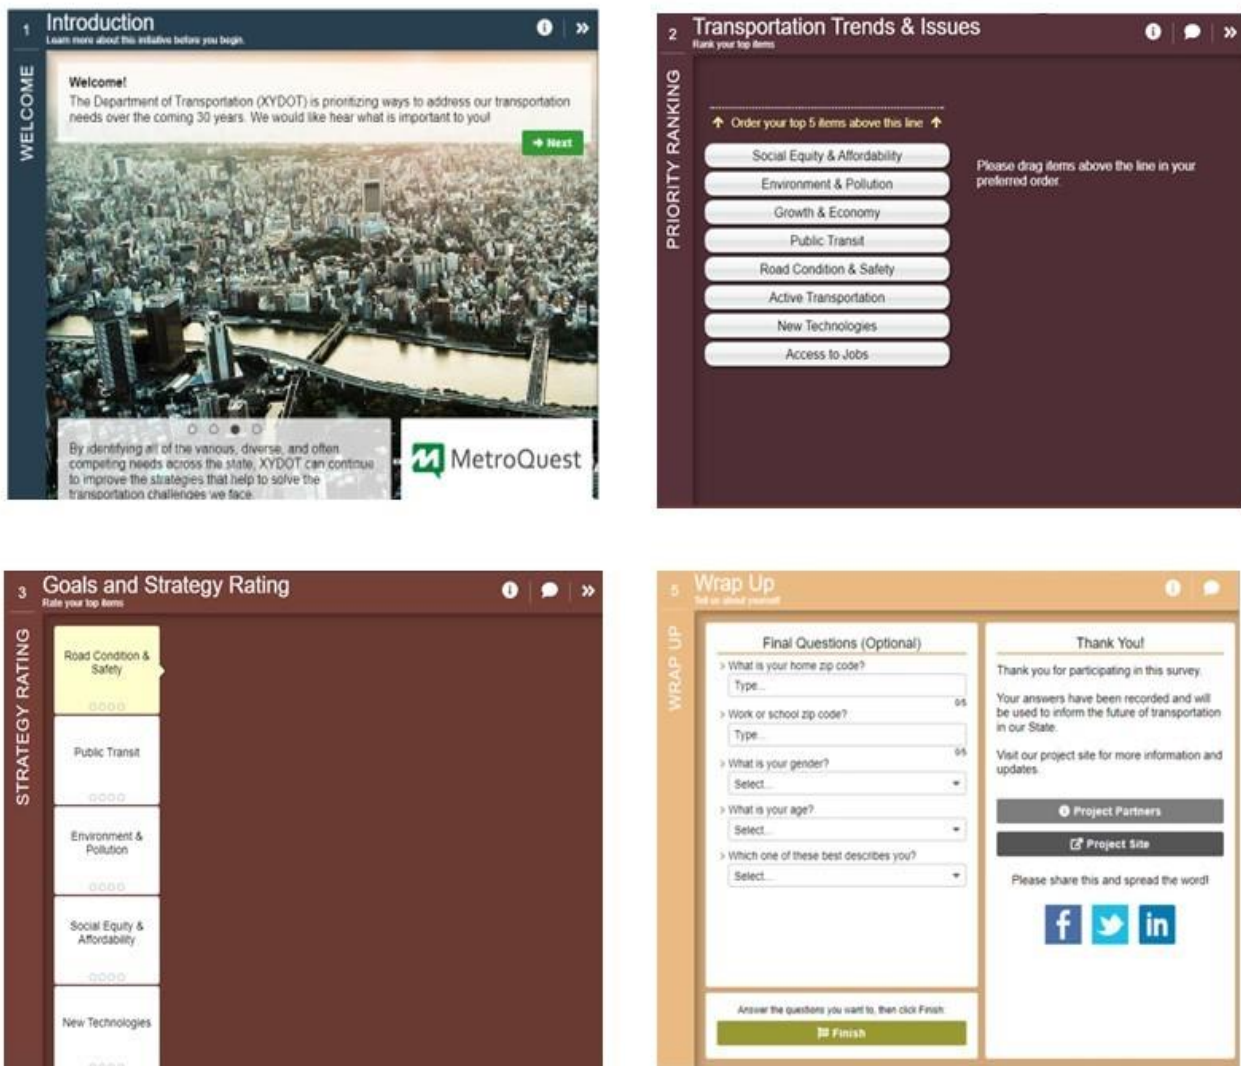 1
Introduction
Learn more about this initiative before you begin.
WELCOME
Welcome!
The Department of Transportation (XYDOT) is prioritizing ways to address our transportation
needs over the coming 30 years. We would like hear what is important to you!
Next
By identifying all of the various, diverse, and often
competing needs across the state, XYDOT can continue
to improve the strategies that help to solve the
transportation challenges we face.
MetroQuest
2
Transportation Trends & Issues
Rank your top items
PRIORITY RANKING
Order your top 5 items above this line
Social Equity & Affordability
Environment & Pollution
Growth & Economy
Public Transit
Road Condition & Safety
Active Transportation
New Technologies
Access to Jobs
Please drag items above the line in your
preferred order.
3
Goals and Strategy Rating
Rate your top items
STRATEGY RATING
Road Condition &
Safety
Public Transit
Environment &
Pollution
Social Equity &
Affordability
New Technologies
5
Wrap Up
Tell us about yourself
WRAP UP
Final Questions (Optional)
What is your home zip code?
Type...
0/5
Work or school zip code?
Type...
0/5
What is your gender?
Select...
What is your age?
Select...
Which one of these best describes you?
Select...
Answer the questions you want to, then click Finish:
Finish
Thank You!
Thank you for participating in this survey.
Your answers have been recorded and will
be used to inform the future of transportation
in our State.
Visit our project site for more information and
updates.
Project Partners
Project Site
Please share this and spread the word!